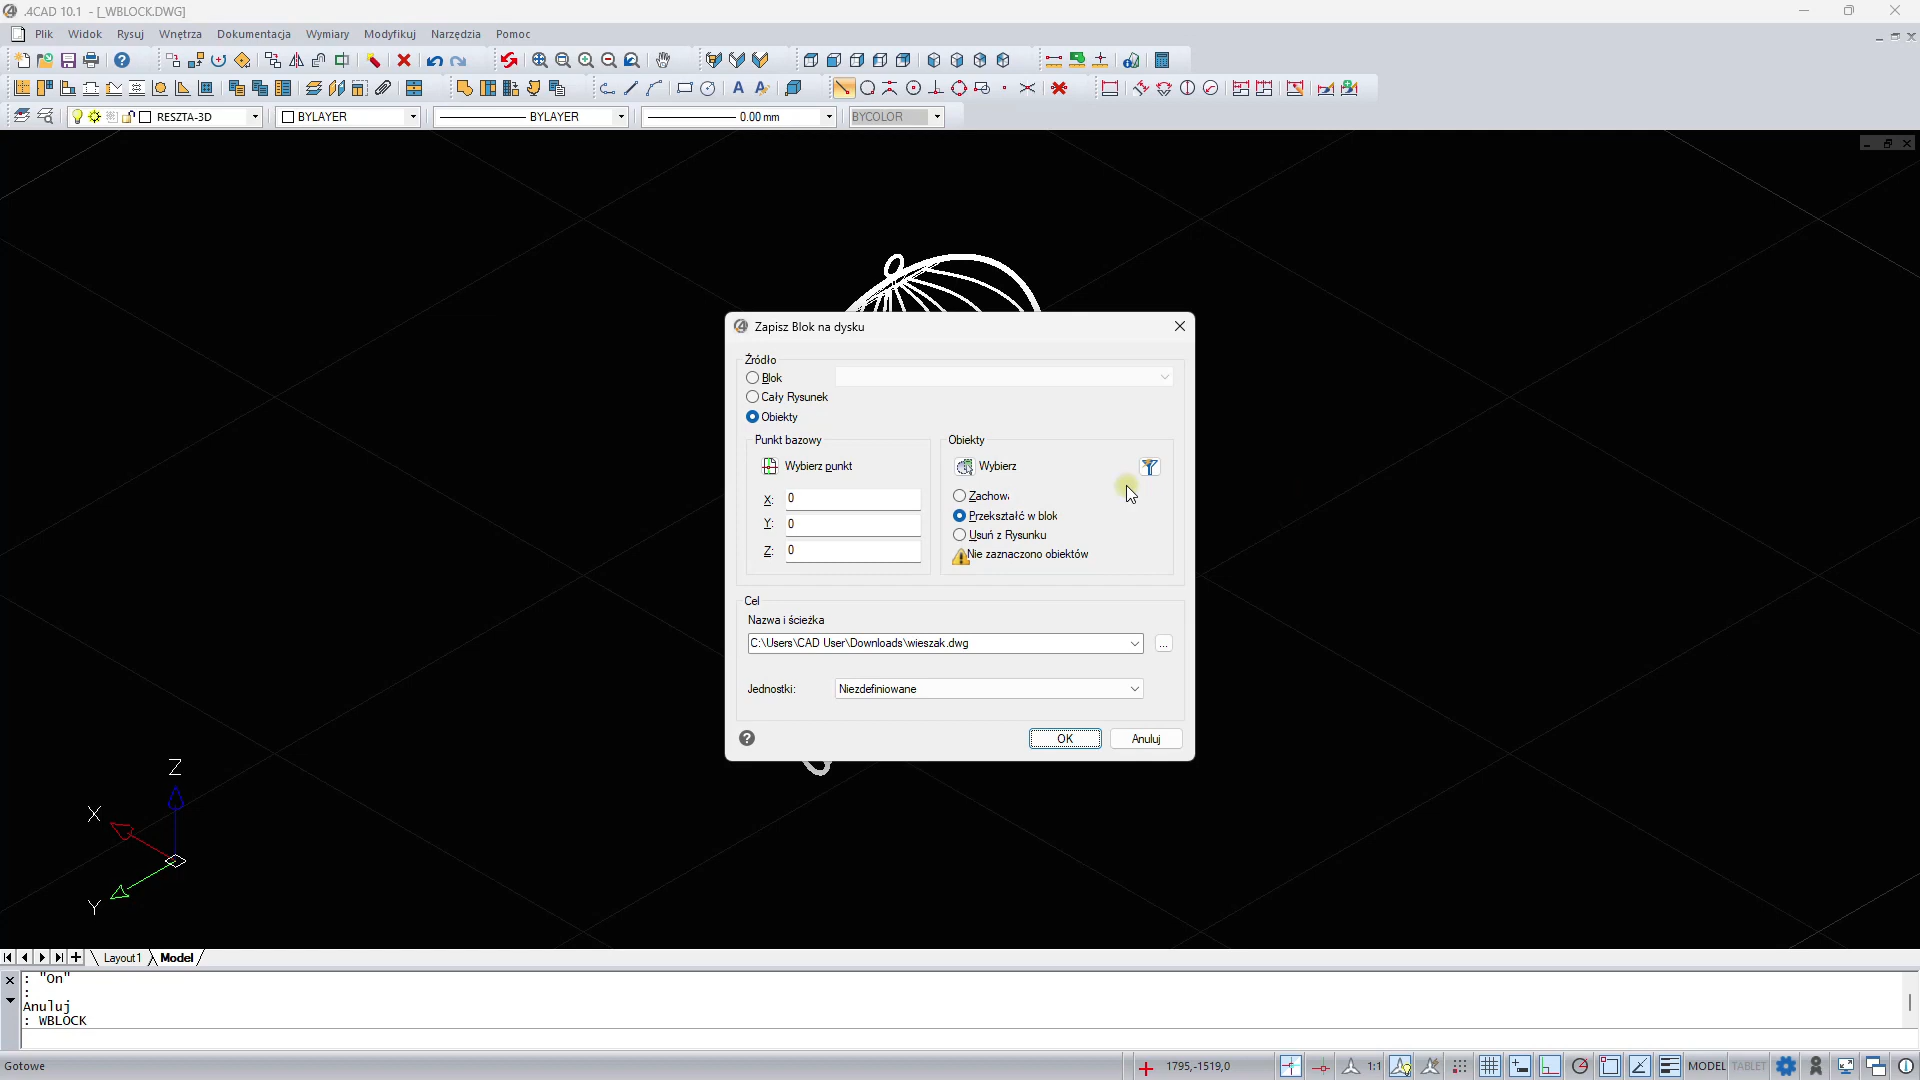 .4CAD 10.1 - [_WBLOCK.DWG]
Plik Widok Rysuj Wnętrza Dokumentacja Wymiary Modyfikuj Narzędzia Pomoc
RESZTA-3D BYLAYER BYLAYER 0.00 mm BYCOLOR
Zapisz Blok na dysku
Źródło
Blok
Cały Rysunek
Obiekty
Punkt bazowy
Wybierz punkt
X: 0
Y: 0
Z: 0
Obiekty
Wybierz
Zachowaj
Przekształć w blok
Usuń z Rysunku
Nie zaznaczono obiektów
Cel
Nazwa i ścieżka
C:\Users\CAD User\Downloads\wieszak.dwg
...
Jednostki: Niezdefiniowane
OK Anuluj
Z
X
Y
Layout1 Model
: "On"
:
Anuluj
: WBLOCK
Gotowe 1795,-1519,0 1:1 MODEL TABLET